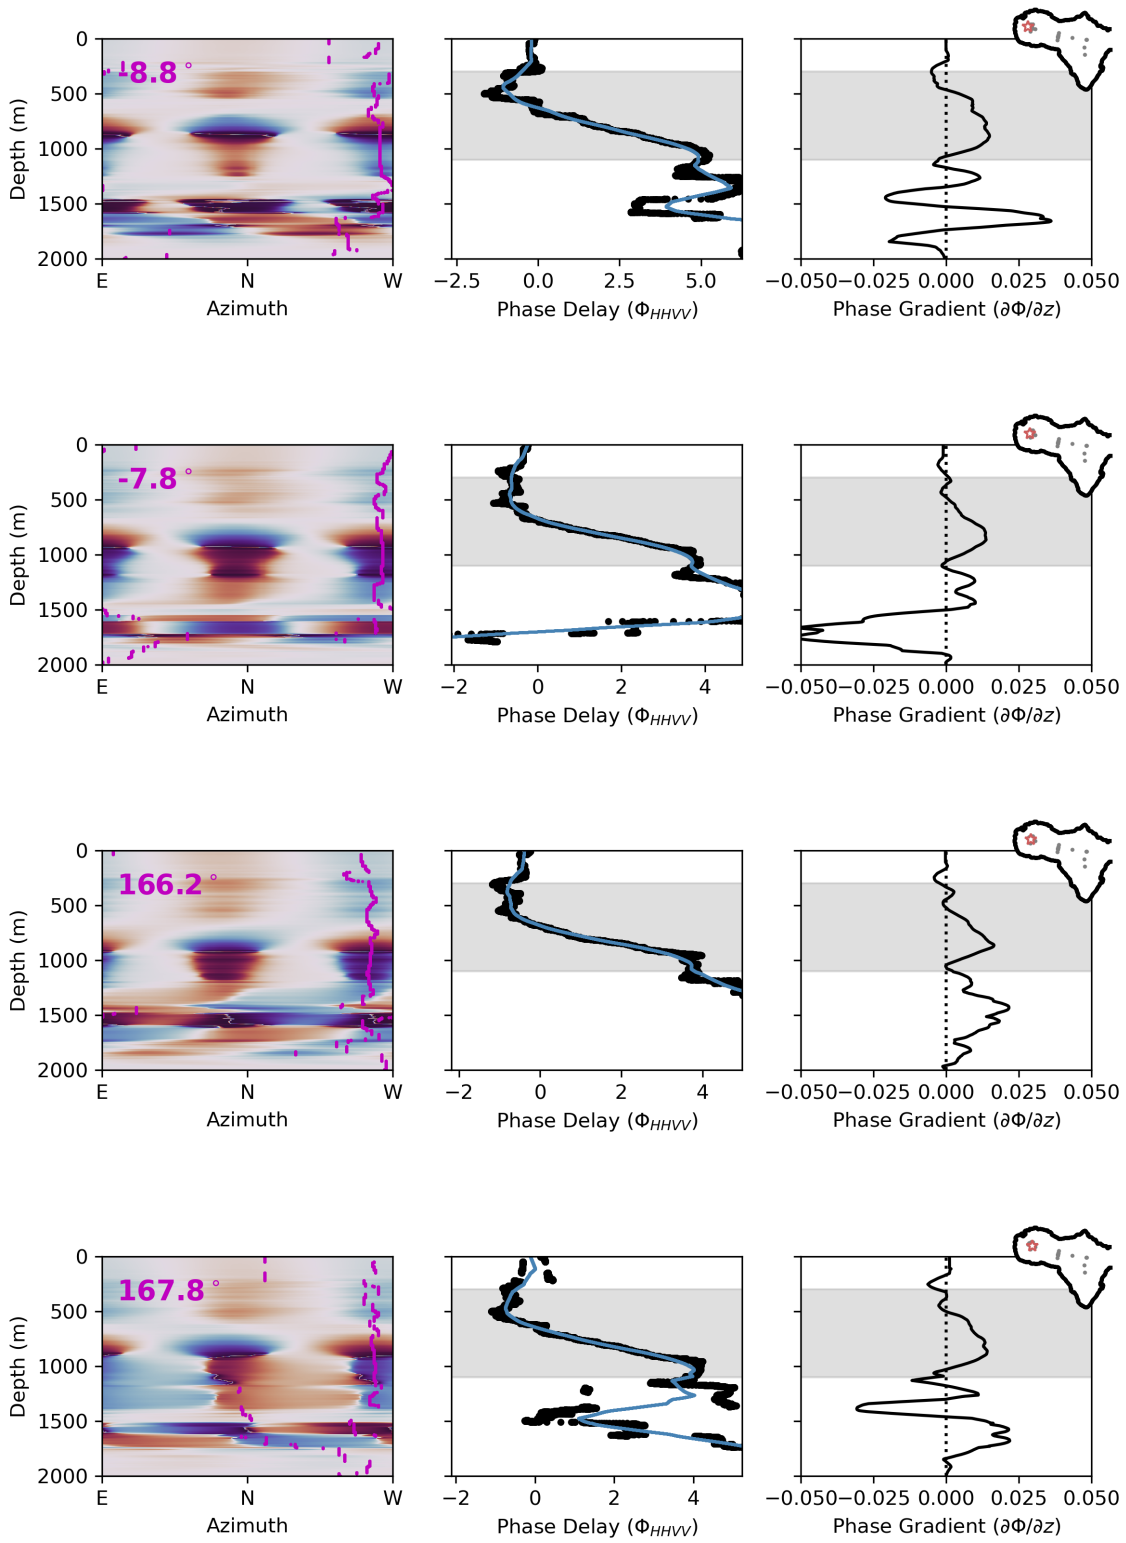 0
500
1000
1500
2000
Depth (m)
-8.8°
E N W
Azimuth
−2.5 0.0 2.5 5.0
Phase Delay (Φ_HHVV)
−0.050 −0.025 0.000 0.025 0.050
Phase Gradient (∂Φ/∂z)
0
500
1000
1500
2000
Depth (m)
-7.8°
E N W
Azimuth
−2 0 2 4
Phase Delay (Φ_HHVV)
−0.050 −0.025 0.000 0.025 0.050
Phase Gradient (∂Φ/∂z)
0
500
1000
1500
2000
Depth (m)
166.2°
E N W
Azimuth
−2 0 2 4
Phase Delay (Φ_HHVV)
−0.050 −0.025 0.000 0.025 0.050
Phase Gradient (∂Φ/∂z)
0
500
1000
1500
2000
Depth (m)
167.8°
E N W
Azimuth
−2 0 2 4
Phase Delay (Φ_HHVV)
−0.050 −0.025 0.000 0.025 0.050
Phase Gradient (∂Φ/∂z)